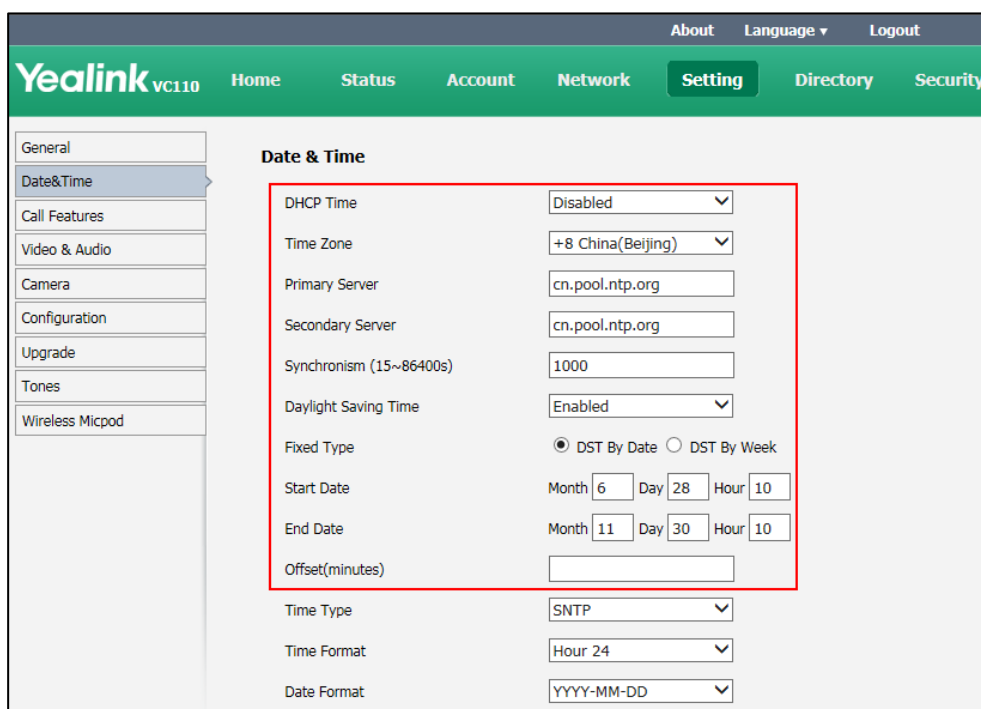 About Language ▾ Logout
Yealink VC110 Home Status Account Network Setting Directory Security
General
Date&Time
Call Features
Video & Audio
Camera
Configuration
Upgrade
Tones
Wireless Micpod
Date & Time
DHCP Time Disabled
Time Zone +8 China(Beijing)
Primary Server cn.pool.ntp.org
Secondary Server cn.pool.ntp.org
Synchronism (15~86400s) 1000
Daylight Saving Time Enabled
Fixed Type DST By Date DST By Week
Start Date Month 6 Day 28 Hour 10
End Date Month 11 Day 30 Hour 10
Offset(minutes)
Time Type SNTP
Time Format Hour 24
Date Format YYYY-MM-DD